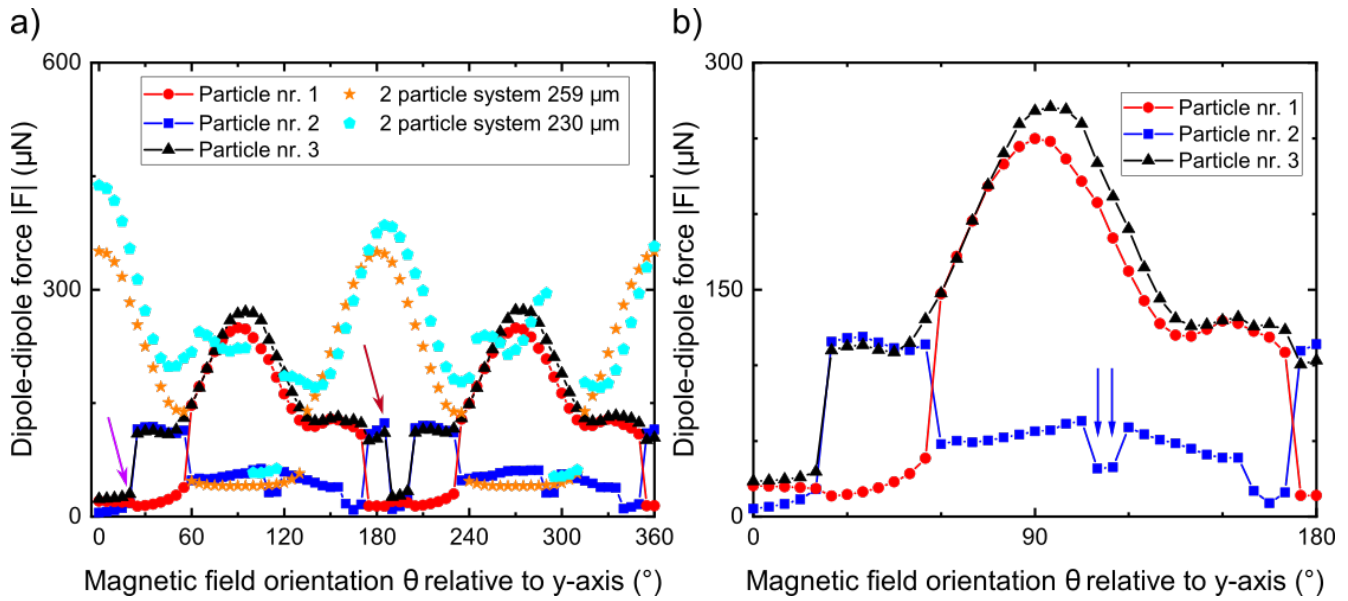 a)
600
300
0
Dipole-dipole force |F| (µN)
Particle nr. 1
Particle nr. 2
Particle nr. 3
2 particle system 259 µm
2 particle system 230 µm
0 60 120 180 240 300 360
Magnetic field orientation θ relative to y-axis (°)
b)
300
150
0
Dipole-dipole force |F| (µN)
Particle nr. 1
Particle nr. 2
Particle nr. 3
0 90 180
Magnetic field orientation θ relative to y-axis (°)